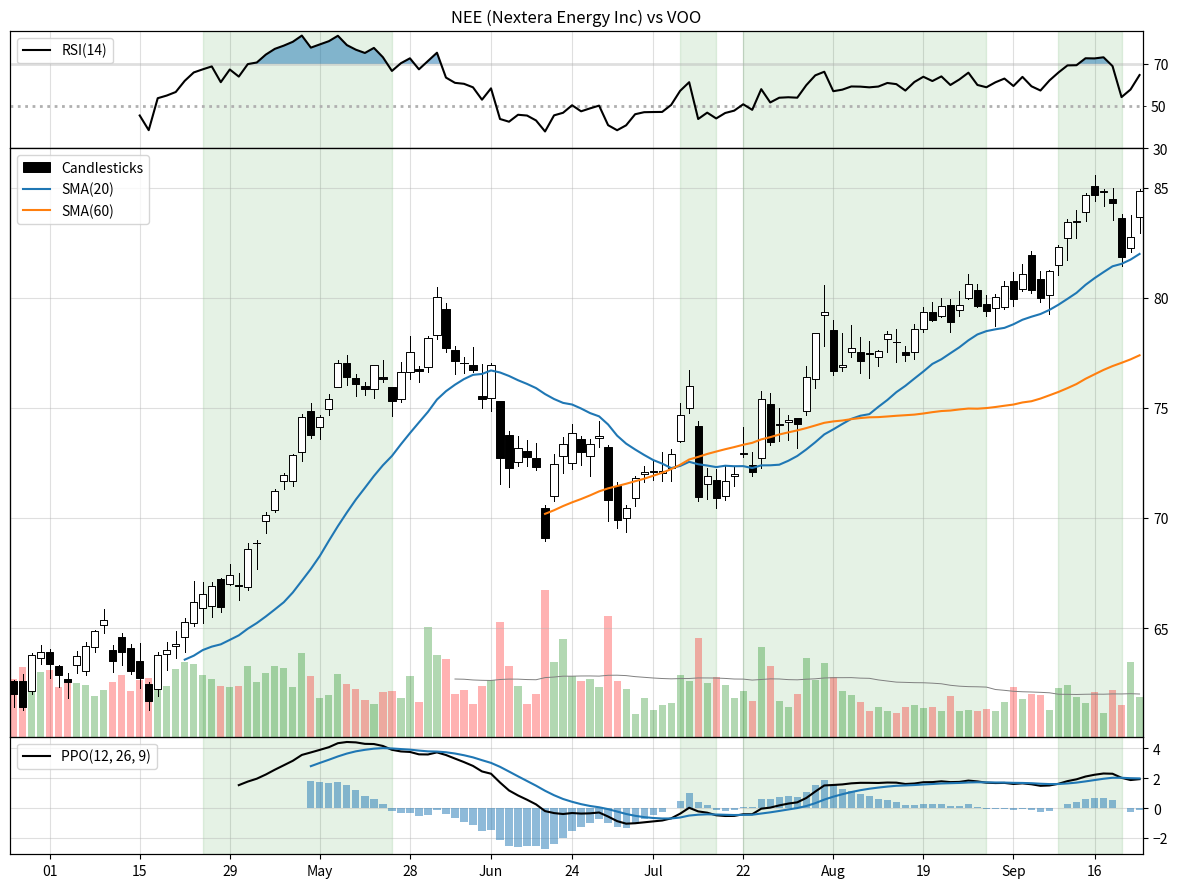 NEE (Nextera Energy Inc) vs VOO
RSI(14)
70
50
30
Candlesticks
SMA(20)
SMA(60)
85
80
75
70
65
PPO(12, 26, 9)
4
2
0
−2
01 15 29 May 28 Jun 24 Jul 22 Aug 19 Sep 16